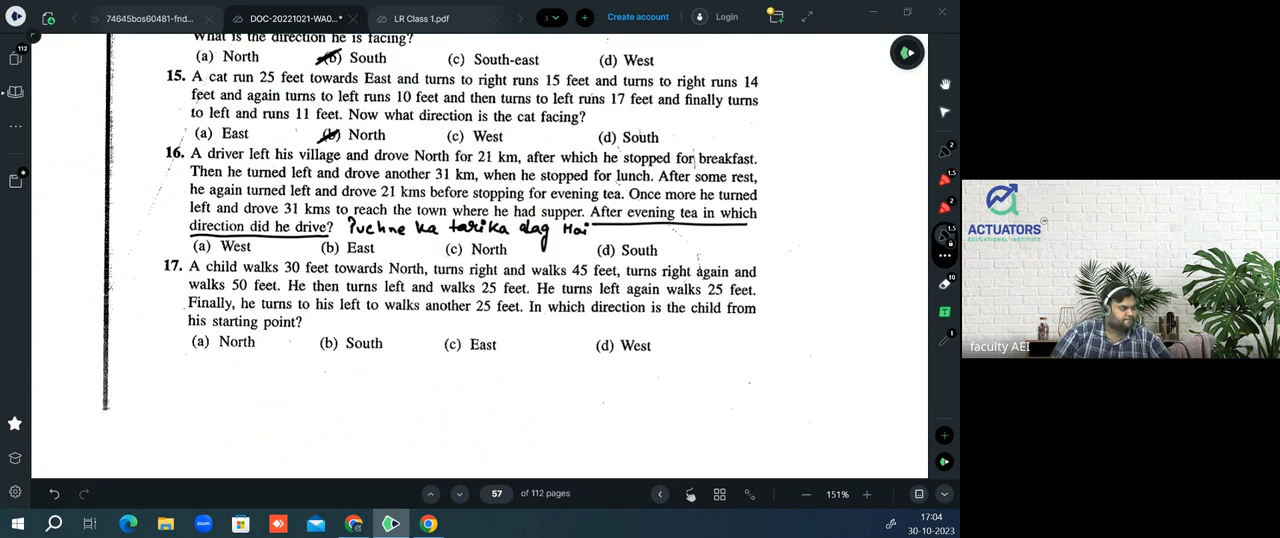 74645bos60481-fnd...
DOC-20221021-WA0...*
LR Class 1.pdf
3
Create account
Login
112
What is the direction he is facing?
(a) North (b) South (c) South-east (d) West
15. A cat run 25 feet towards East and turns to right runs 15 feet and turns to right runs 14
feet and again turns to left runs 10 feet and then turns to left runs 17 feet and finally turns
to left and runs 11 feet. Now what direction is the cat facing?
(a) East (b) North (c) West (d) South
16. A driver left his village and drove North for 21 km, after which he stopped for breakfast.
Then he turned left and drove another 31 km, when he stopped for lunch. After some rest,
he again turned left and drove 21 kms before stopping for evening tea. Once more he turned
left and drove 31 kms to reach the town where he had supper. After evening tea in which
direction did he drive? Puchne ka tarika alag Hai
(a) West (b) East (c) North (d) South
17. A child walks 30 feet towards North, turns right and walks 45 feet, turns right again and
walks 50 feet. He then turns left and walks 25 feet. He turns left again walks 25 feet.
Finally, he turns to his left to walks another 25 feet. In which direction is the child from
his starting point?
(a) North (b) South (c) East (d) West
2
1.5
2
1.5
10
T
1
ACTUATORS
EDUCATIONAL INSTITUTE
faculty AEI
57 of 112 pages
151%
zoom
17:04
30-10-2023